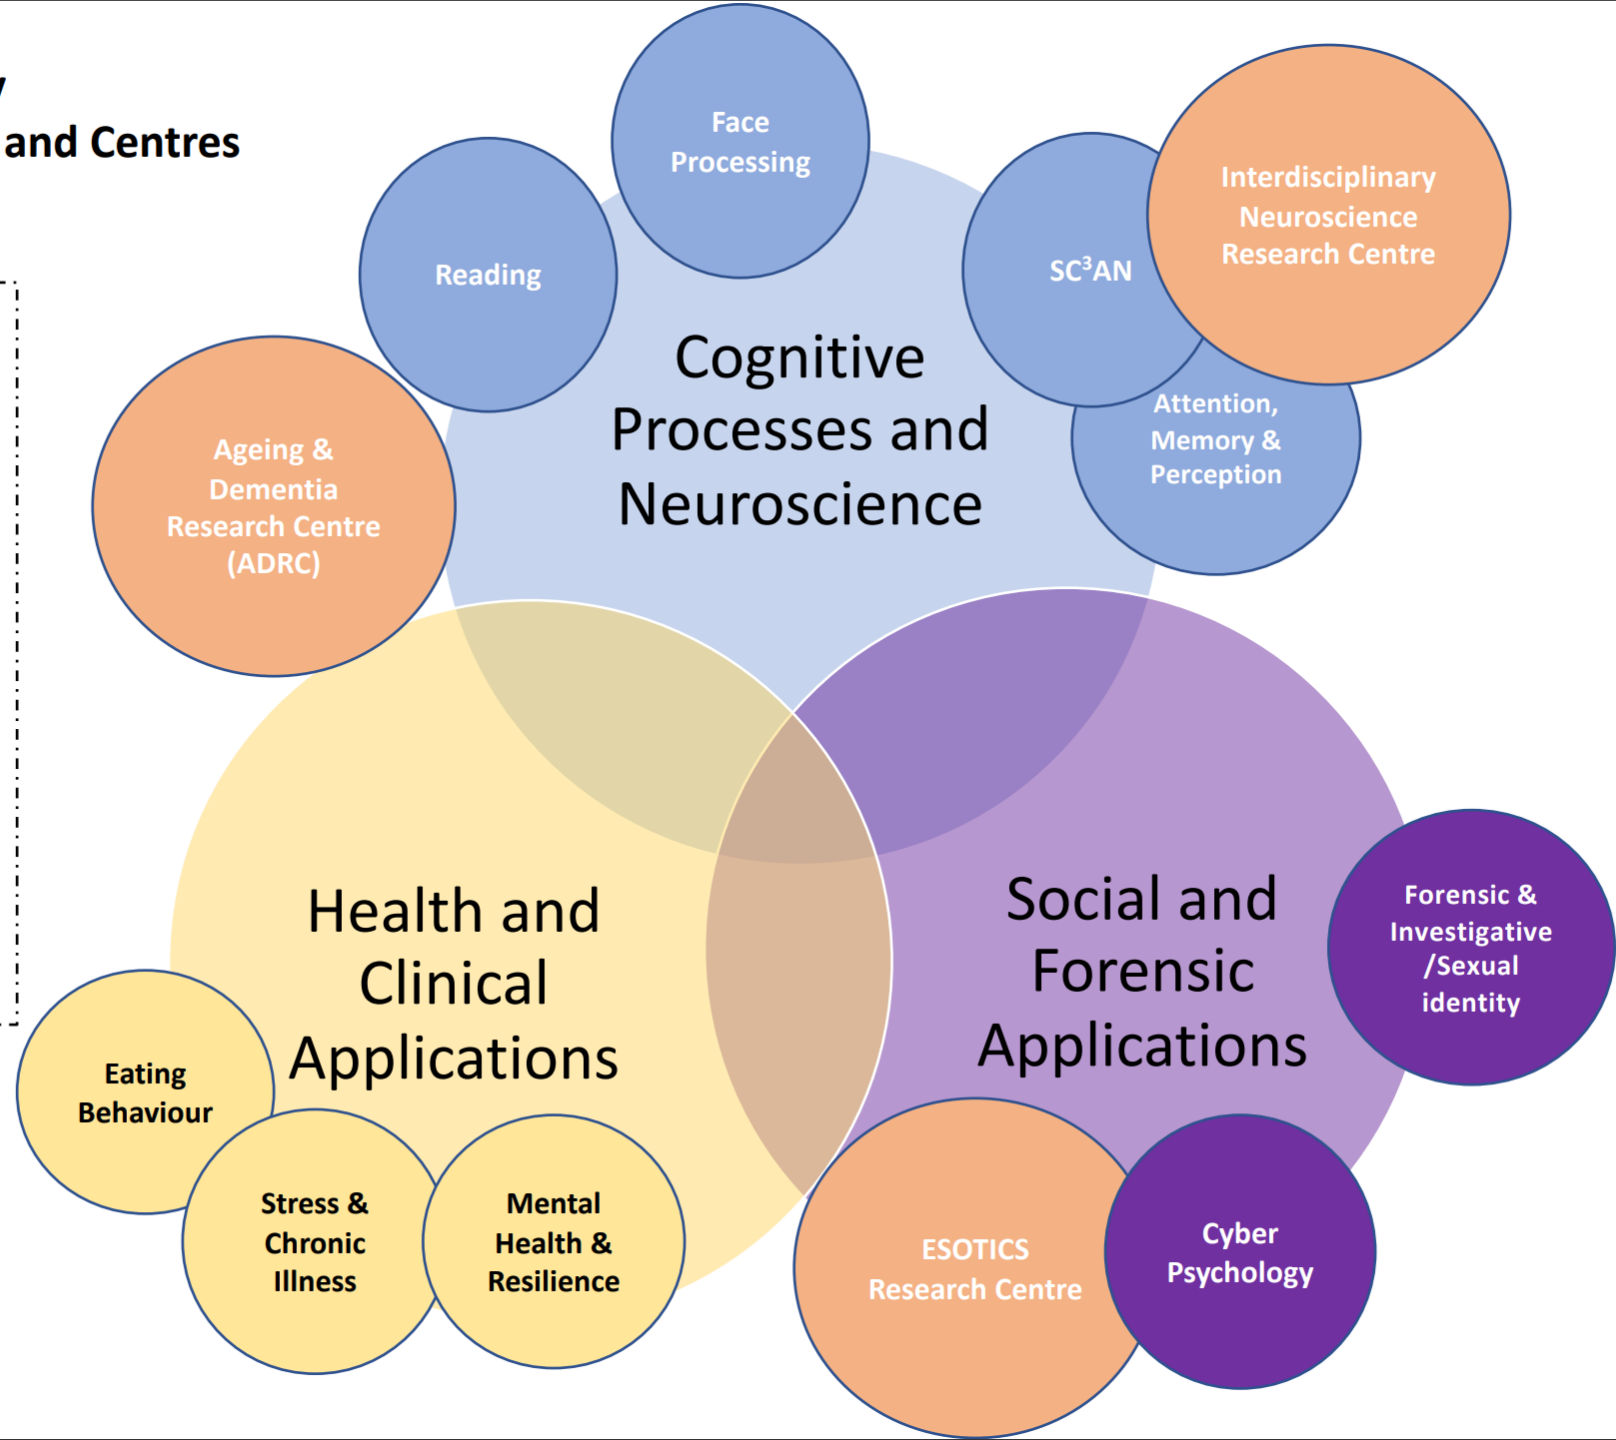 and Centres
Face
Processing
Reading
SC³AN
Interdisciplinary
Neuroscience
Research Centre
Attention,
Memory &
Perception
Cognitive
Processes and
Neuroscience
Ageing &
Dementia
Research Centre
(ADRC)
Health and
Clinical
Applications
Social and
Forensic
Applications
Forensic &
Investigative
/Sexual
identity
Eating
Behaviour
Stress &
Chronic
Illness
Mental
Health &
Resilience
ESOTICS
Research Centre
Cyber
Psychology